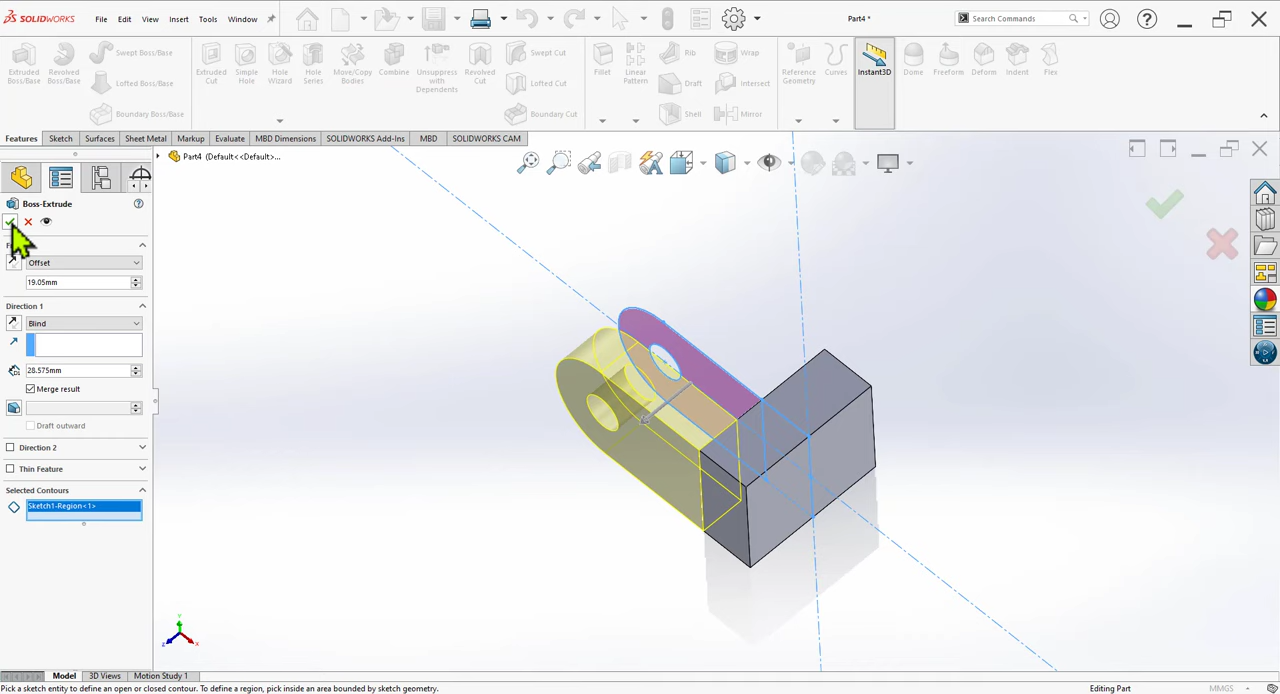 SOLIDWORKS File Edit View Insert Tools Window Part4 * Search Commands
Extruded Boss/Base
Revolved Boss/Base
Swept Boss/Base
Lofted Boss/Base
Boundary Boss/Base
Extruded Cut
Simple Hole
Hole Wizard
Hole Series
Move/Copy Bodies
Combine
Unsuppress with Dependents
Revolved Cut
Swept Cut
Lofted Cut
Boundary Cut
Fillet
Linear Pattern
Rib
Draft
Shell
Wrap
Intersect
Mirror
Reference Geometry
Curves
Instant3D
Dome
Freeform
Deform
Indent
Flex
Features Sketch Surfaces Sheet Metal Markup Evaluate MBD Dimensions SOLIDWORKS Add-Ins MBD SOLIDWORKS CAM
Part4 (Default<<Default>...
Boss-Extrude
Offset
19.05mm
Direction 1
Blind
28.575mm
Merge result
Draft outward
Direction 2
Thin Feature
Selected Contours
Sketch1-Region<1>
Y
Z
X
Model 3D Views Motion Study 1
Pick a sketch entity to define an open or closed contour. To define a region, pick inside an area bounded by sketch geometry. Editing Part MMGS